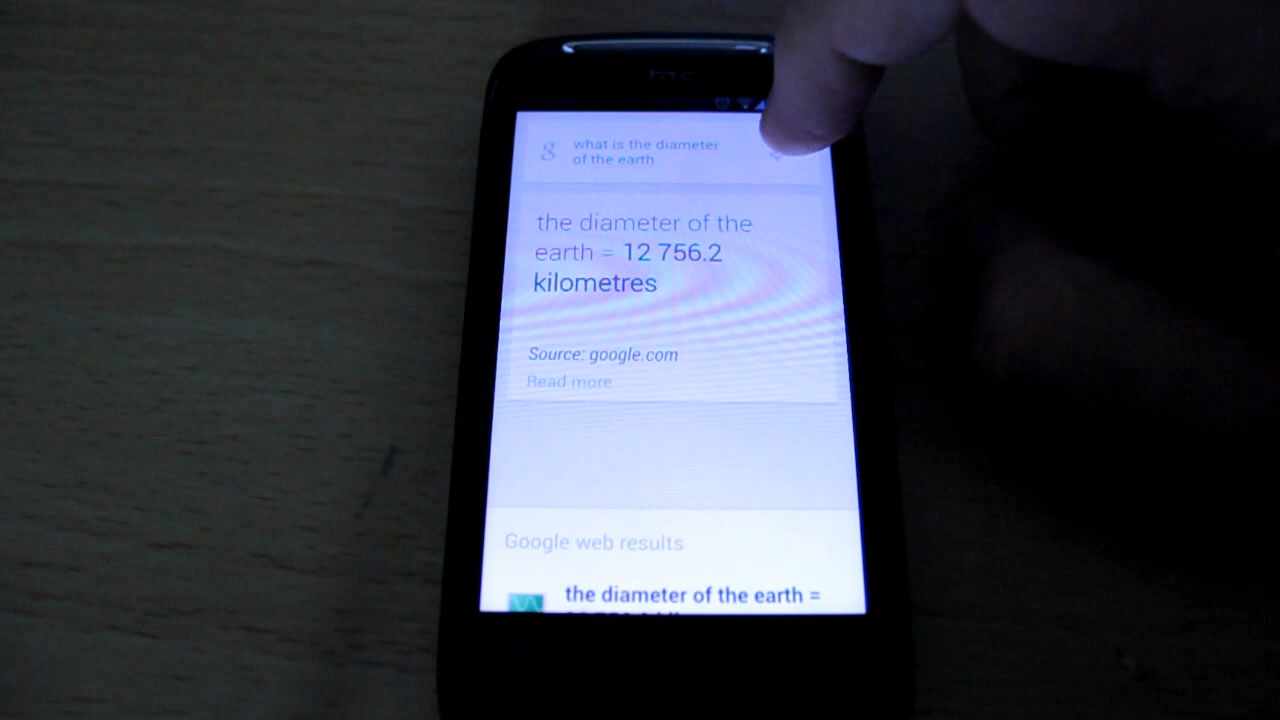 hTC
g
what is the diameter
of the earth
the diameter of the
earth = 12 756.2
kilometres
Source: google.com
Read more
Google web results
the diameter of the earth =